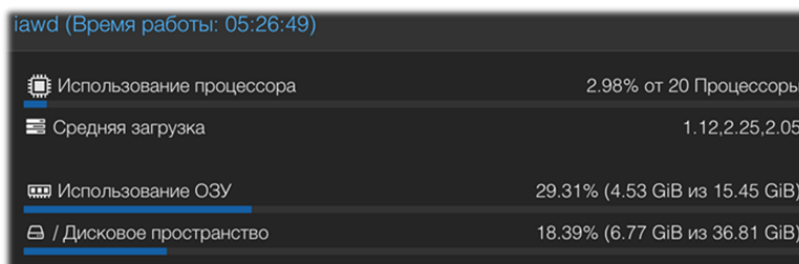 iawd (Время работы: 05:26:49)
Использование процессора 2.98% от 20 Процессоры
Средняя загрузка 1.12,2.25,2.05
Использование ОЗУ 29.31% (4.53 GiB из 15.45 GiB)
/ Дисковое пространство 18.39% (6.77 GiB из 36.81 GiB)